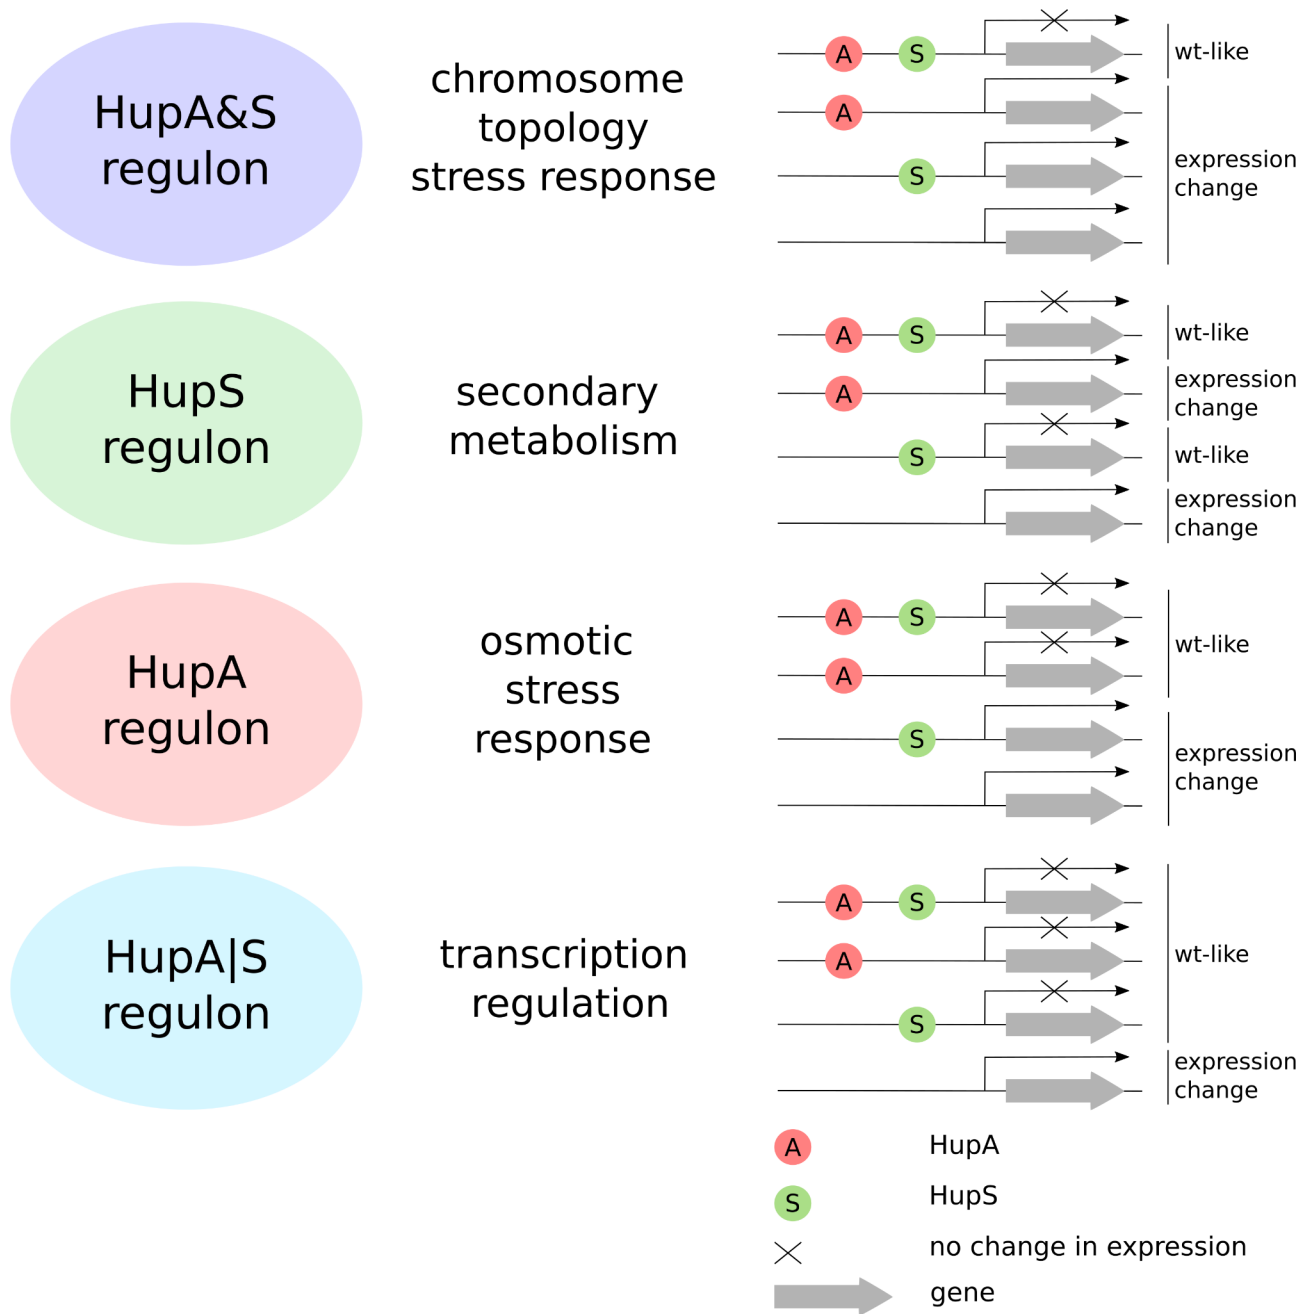 HupA&S
regulon
chromosome
topology
stress response
A
S
wt-like
A
S
expression
change
HupS
regulon
secondary
metabolism
A
S
wt-like
A
expression
change
S
wt-like
expression
change
HupA
regulon
osmotic
stress
response
A
S
A
wt-like
S
expression
change
HupA|S
regulon
transcription
regulation
A
S
A
wt-like
S
expression
change
A
HupA
S
HupS
no change in expression
gene